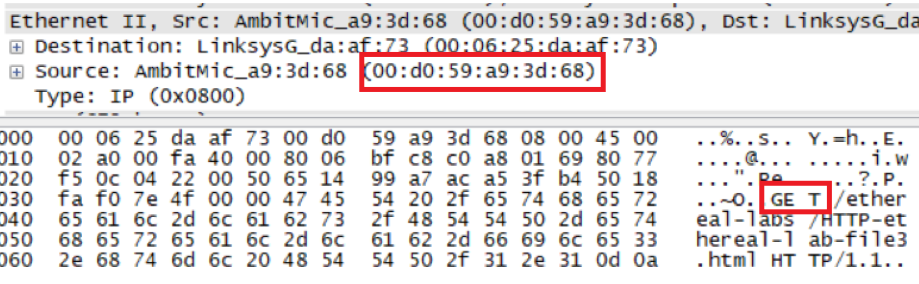 Ethernet II, Src: AmbitMic_a9:3d:68 (00:d0:59:a9:3d:68), Dst: LinksysG_da
Destination: LinksysG_da:af:73 (00:06:25:da:af:73)
Source: AmbitMic_a9:3d:68 (00:d0:59:a9:3d:68)
Type: IP (0x0800)
000 00 06 25 da af 73 00 d0 59 a9 3d 68 08 00 45 00 ..%..s.. Y.=h..E.
010 02 a0 00 fa 40 00 80 06 bf c8 c0 a8 01 69 80 77 ....@... .....i.w
020 f5 0c 04 22 00 50 65 14 99 a7 ac a5 3f b4 50 18 ...".Pe. ....?.P.
030 fa f0 7e 4f 00 00 47 45 54 20 2f 65 74 68 65 72 ..~O..GE T /ether
040 65 61 6c 2d 6c 61 62 73 2f 48 54 54 50 2d 65 74 eal-labs /HTTP-et
050 68 65 72 65 61 6c 2d 6c 61 62 2d 66 69 6c 65 33 hereal-l ab-file3
060 2e 68 74 6d 6c 20 48 54 54 50 2f 31 2e 31 0d 0a .html HT TP/1.1..